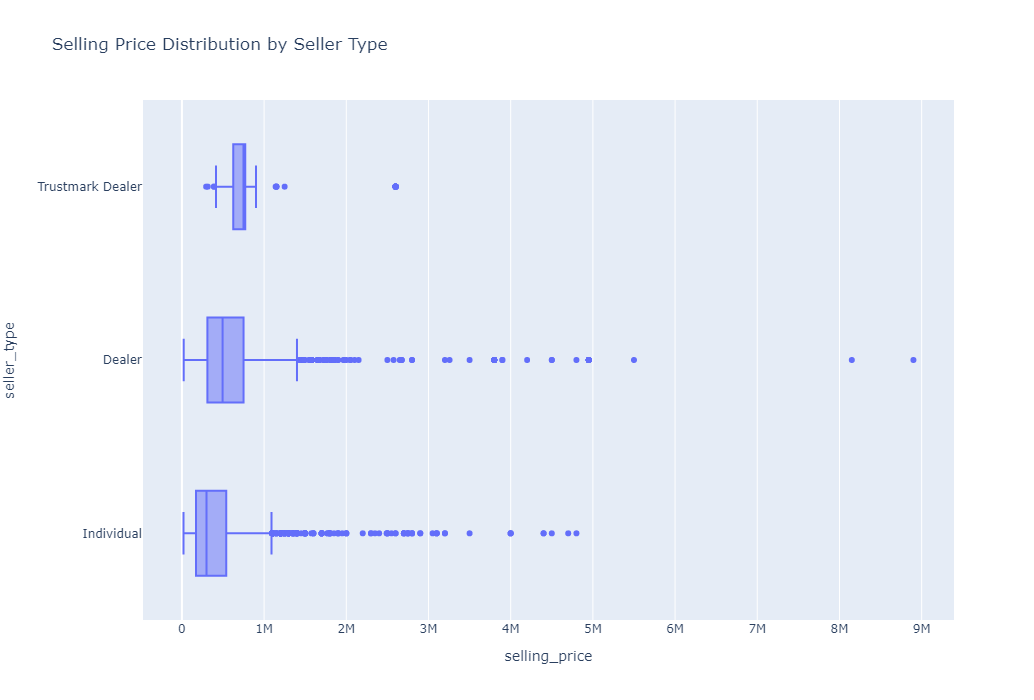 Selling Price Distribution by Seller Type
seller_type
Trustmark Dealer
Dealer
Individual
0 1M 2M 3M 4M 5M 6M 7M 8M 9M
selling_price